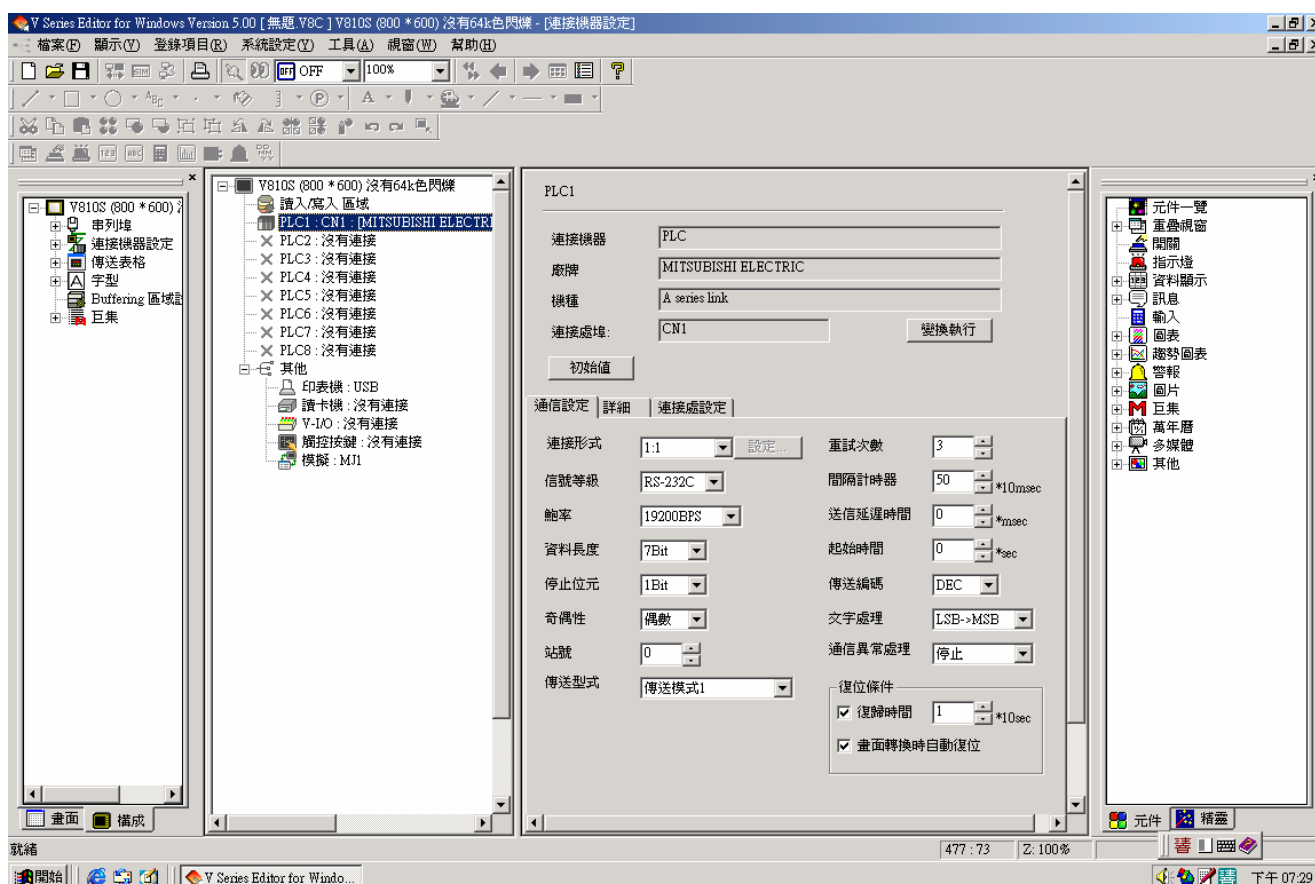 V Series Editor for Windows Version 5.00 [ 無題.V8C ] V810S (800 * 600) 沒有64k色閃爍 - [連接機器設定]
檔案(F) 顯示(V) 登錄項目(R) 系統設定(Y) 工具(A) 視窗(W) 幫助(H)
OFF OFF 100%
V810S (800 * 600) 
串列埠
連接機器設定
傳送表格
字型
Buffering 區域
巨集
畫面 構成
V810S (800 * 600) 沒有64k色閃爍
讀入/寫入 區域
PLC1 : CN1 : [MITSUBISHI ELECTR
PLC2 : 沒有連接
PLC3 : 沒有連接
PLC4 : 沒有連接
PLC5 : 沒有連接
PLC6 : 沒有連接
PLC7 : 沒有連接
PLC8 : 沒有連接
其他
印表機 : USB
讀卡機 : 沒有連接
V-I/O : 沒有連接
觸控按鍵 : 沒有連接
模擬 : MJ1
PLC1
連接機器 PLC
廠牌 MITSUBISHI ELECTRIC
機種 A series link
連接處埠: CN1 變換執行
初始值
通信設定 詳細 連接處設定
連接形式 1:1 設定... 重試次數 3
信號等級 RS-232C 間隔計時器 50 *10msec
鮑率 19200BPS 送信延遲時間 0 *msec
資料長度 7Bit 起始時間 0 *sec
停止位元 1Bit 傳送編碼 DEC
奇偶性 偶數 文字處理 LSB->MSB
站號 0 通信異常處理 停止
傳送型式 傳送模式1 復位條件
復歸時間 1 *10sec
畫面轉換時自動復位
元件一覽
重疊視窗
開關
指示燈
資料顯示
訊息
輸入
圖表
趨勢圖表
警報
圖片
巨集
萬年曆
多媒體
其他
元件 精靈
就緒 477 : 73 Z: 100%
開始 V Series Editor for Windo... 下午 07:29